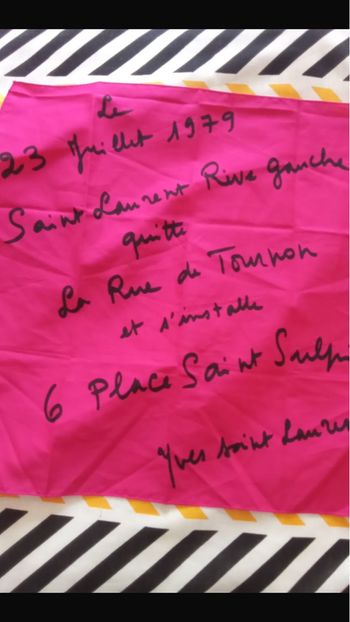 Le
23 Juillet 1979
Saint Laurent Rive gauche
quitte
La Rue de Tournon
et s'installe
6 Place Saint Sulpi
Yves Saint Laure